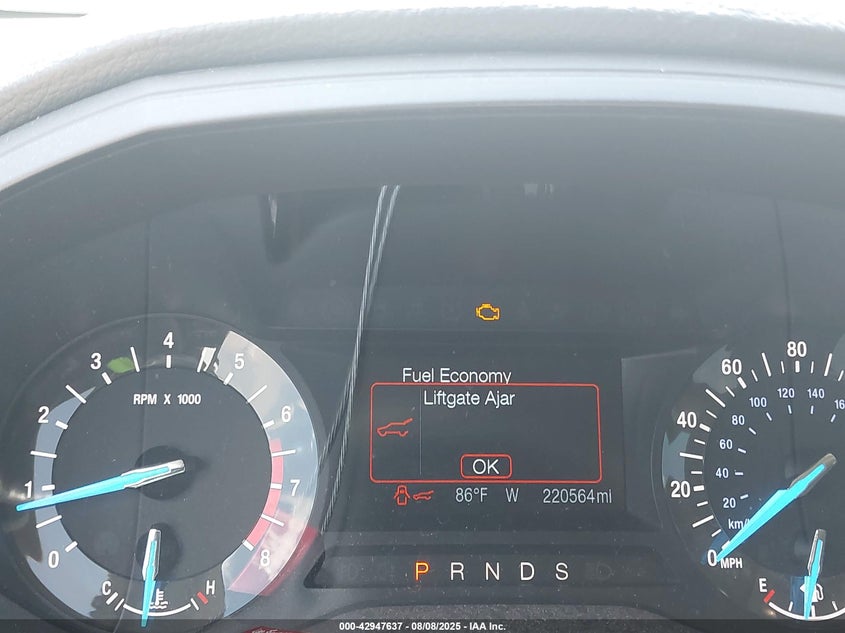 3
4
5
2
RPM X 1000
6
1
7
0
8
C
H
Fuel Economy
Liftgate Ajar
OK
86°F W 220564mi
P R N D S
80
60
120
140
100
40
80
60
20
40
20
km/
0 MPH
E
000-42947637 - 08/08/2025 - IAA Inc.